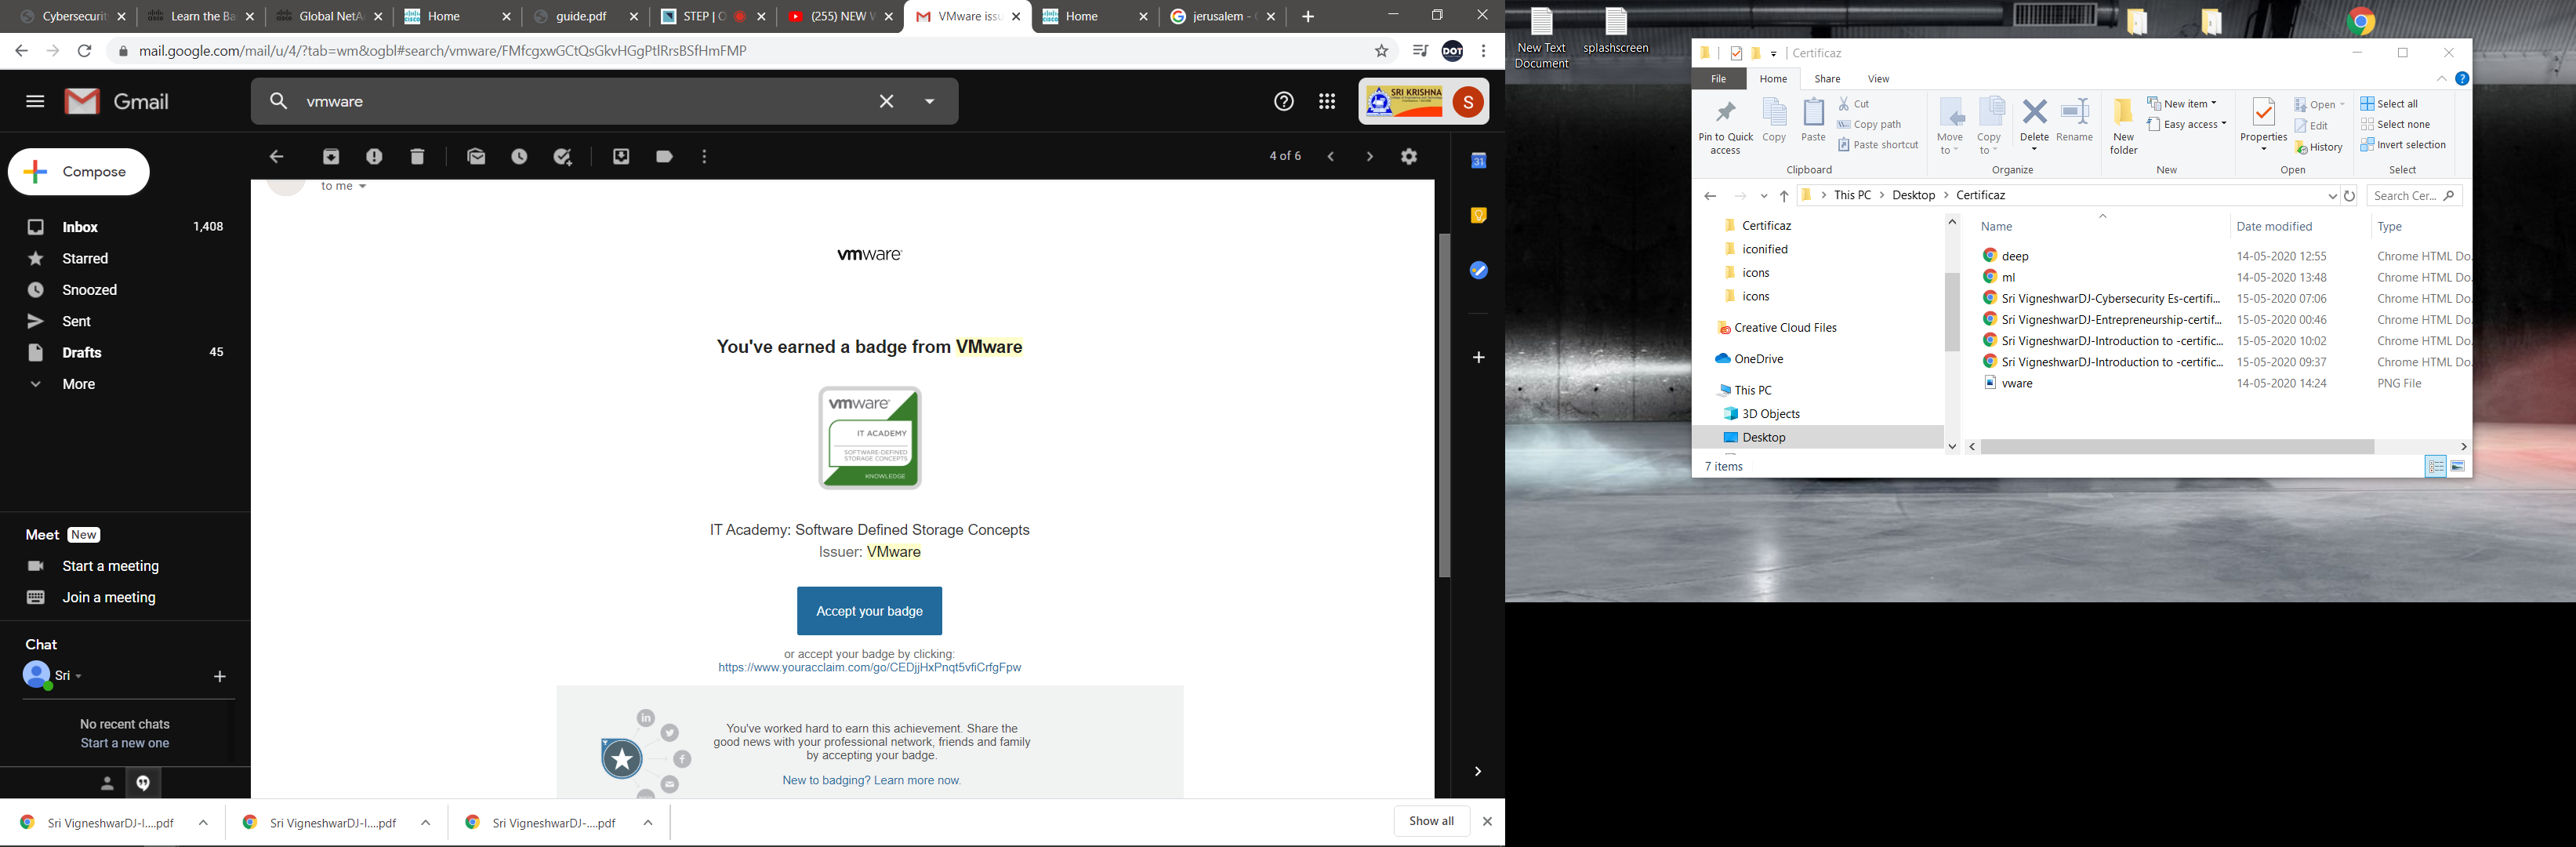 Cybersecurit
Learn the Ba
Global NetA
Home
guide.pdf
STEP | O
(255) NEW V
VMware issu
Home
jerusalem - G
mail.google.com/mail/u/4/?tab=wm&ogbl#search/vmware/FMfcgxwGCtQsGkvHGgPtlRrsBSfHmFMP
DOT
Gmail
vmware
SRI KRISHNA
S
Compose
4 of 6
31
to me
Inbox 1,408
Starred
Snoozed
Sent
Drafts 45
More
Meet New
Start a meeting
Join a meeting
Chat
Sri
No recent chats
Start a new one
vmware
You've earned a badge from VMware
vmware
IT ACADEMY
SOFTWARE-DEFINED
STORAGE CONCEPTS
KNOWLEDGE
IT Academy: Software Defined Storage Concepts
Issuer: VMware
Accept your badge
or accept your badge by clicking:
https://www.youracclaim.com/go/CEDjjHxPnqt5vfiCrfgFpw
You've worked hard to earn this achievement. Share the
good news with your professional network, friends and family
by accepting your badge.
New to badging? Learn more now.
Sri VigneshwarDJ-I....pdf
Sri VigneshwarDJ-I....pdf
Sri VigneshwarDJ-....pdf
Show all
New Text
Document
splashscreen
Certificaz
File Home Share View
Pin to Quick
access
Copy
Paste
Cut
Copy path
Paste shortcut
Clipboard
Move
to
Copy
to
Delete
Rename
Organize
New
folder
New item
Easy access
New
Properties
Open
Edit
History
Open
Select all
Select none
Invert selection
Select
This PC
Desktop
Certificaz
Search Cer...
Certificaz
iconified
icons
icons
Creative Cloud Files
OneDrive
This PC
3D Objects
Desktop
Name Date modified Type
deep 14-05-2020 12:55 Chrome HTML Do
ml 14-05-2020 13:48 Chrome HTML Do
Sri VigneshwarDJ-Cybersecurity Es-certifi... 15-05-2020 07:06 Chrome HTML Do
Sri VigneshwarDJ-Entrepreneurship-certif... 15-05-2020 00:46 Chrome HTML Do
Sri VigneshwarDJ-Introduction to -certific... 15-05-2020 10:02 Chrome HTML Do
Sri VigneshwarDJ-Introduction to -certific... 15-05-2020 09:37 Chrome HTML Do
vware 14-05-2020 14:24 PNG File
7 items